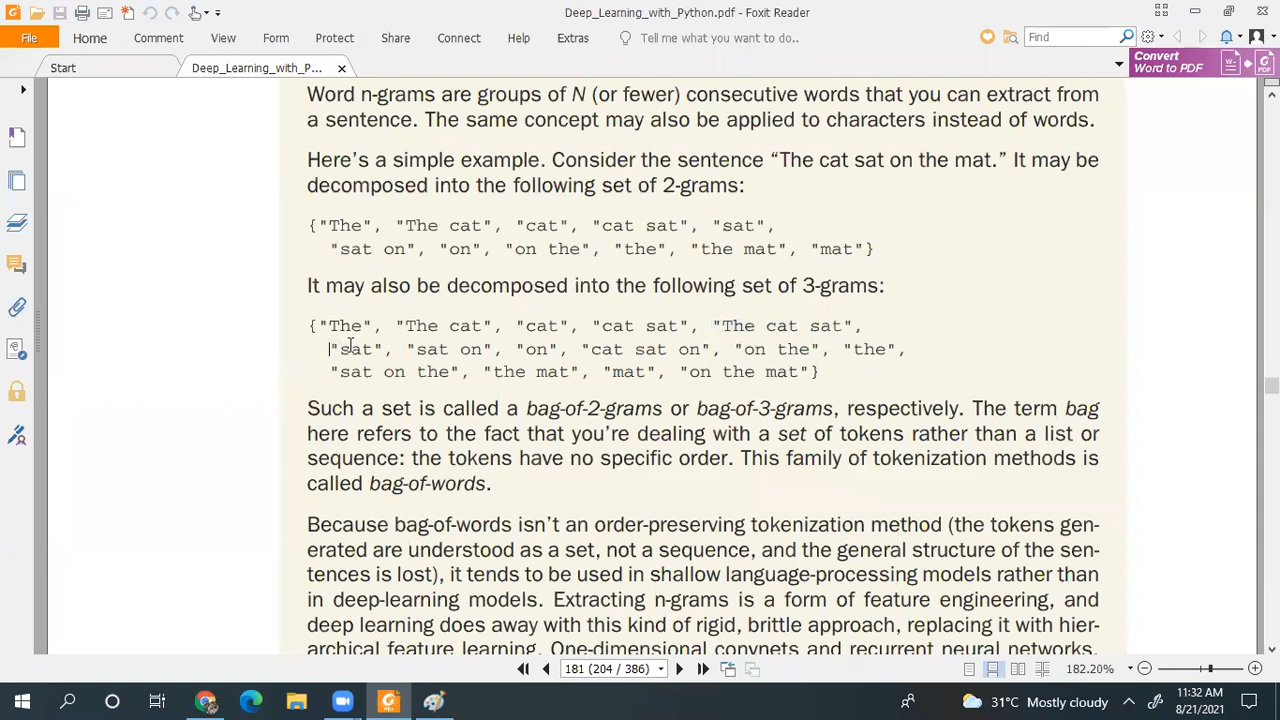 Deep_Learning_with_Python.pdf - Foxit Reader
File Home Comment View Form Protect Share Connect Help Extras Tell me what you want to do.. Find
Start Deep_Learning_with_P... Convert Word to PDF
Word n-grams are groups of N (or fewer) consecutive words that you can extract from
a sentence. The same concept may also be applied to characters instead of words.
Here’s a simple example. Consider the sentence “The cat sat on the mat.” It may be
decomposed into the following set of 2-grams:
{"The", "The cat", "cat", "cat sat", "sat",
"sat on", "on", "on the", "the", "the mat", "mat"}
It may also be decomposed into the following set of 3-grams:
{"The", "The cat", "cat", "cat sat", "The cat sat",
"sat", "sat on", "on", "cat sat on", "on the", "the",
"sat on the", "the mat", "mat", "on the mat"}
Such a set is called a bag-of-2-grams or bag-of-3-grams, respectively. The term bag
here refers to the fact that you’re dealing with a set of tokens rather than a list or
sequence: the tokens have no specific order. This family of tokenization methods is
called bag-of-words.
Because bag-of-words isn’t an order-preserving tokenization method (the tokens gen-
erated are understood as a set, not a sequence, and the general structure of the sen-
tences is lost), it tends to be used in shallow language-processing models rather than
in deep-learning models. Extracting n-grams is a form of feature engineering, and
deep learning does away with this kind of rigid, brittle approach, replacing it with hier-
archical feature learning. One-dimensional convnets and recurrent neural networks,
181 (204 / 386) 182.20%
31°C Mostly cloudy 11:32 AM
8/21/2021